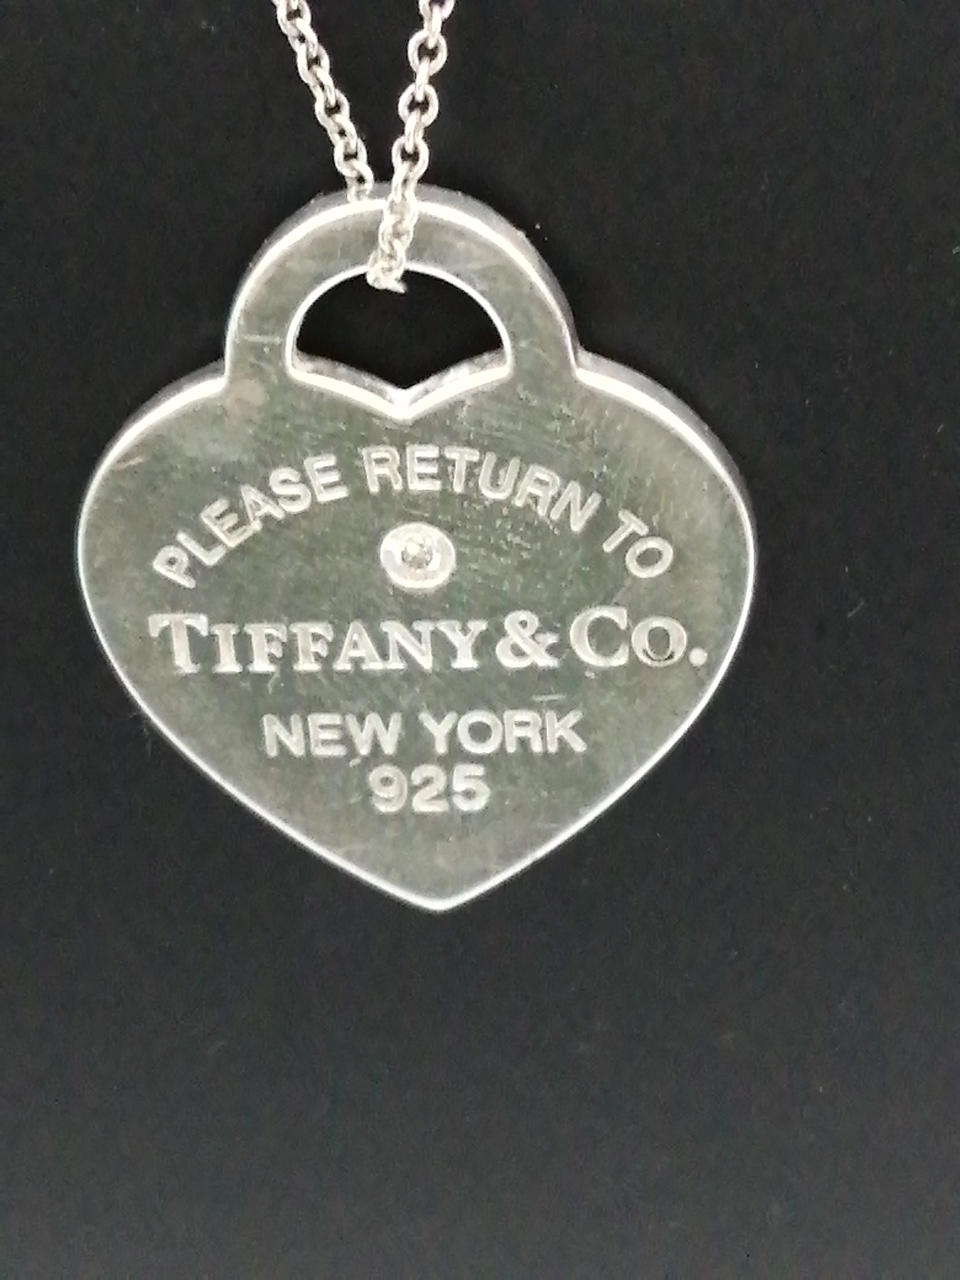 PLEASE RETURN TO
TIFFANY & CO.
NEW YORK
925